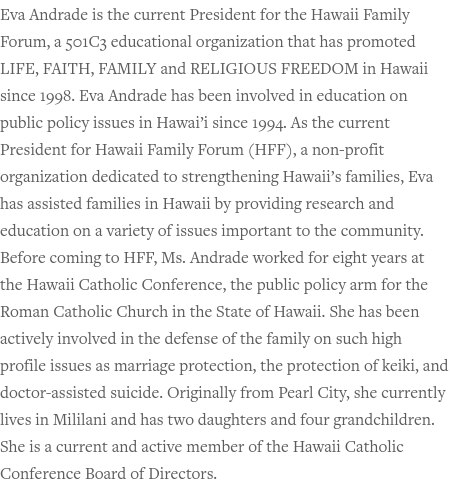 Eva Andrade is the current President for the Hawaii Family
Forum, a 501C3 educational organization that has promoted
LIFE, FAITH, FAMILY and RELIGIOUS FREEDOM in Hawaii
since 1998. Eva Andrade has been involved in education on
public policy issues in Hawai’i since 1994. As the current
President for Hawaii Family Forum (HFF), a non-profit
organization dedicated to strengthening Hawaii’s families, Eva
has assisted families in Hawaii by providing research and
education on a variety of issues important to the community.
Before coming to HFF, Ms. Andrade worked for eight years at
the Hawaii Catholic Conference, the public policy arm for the
Roman Catholic Church in the State of Hawaii. She has been
actively involved in the defense of the family on such high
profile issues as marriage protection, the protection of keiki, and
doctor-assisted suicide. Originally from Pearl City, she currently
lives in Mililani and has two daughters and four grandchildren.
She is a current and active member of the Hawaii Catholic
Conference Board of Directors.